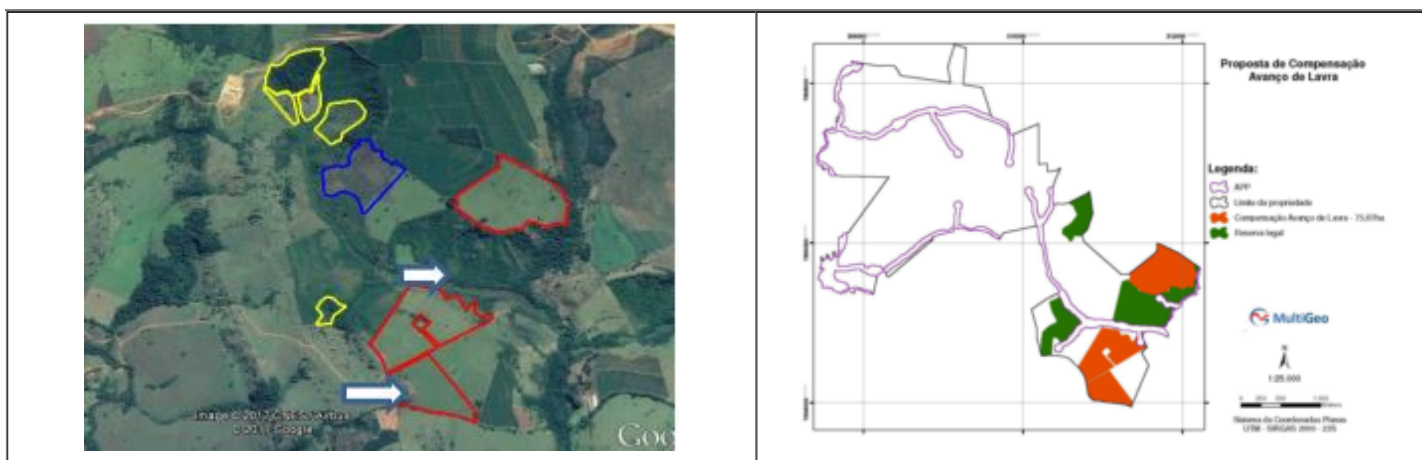 Image © 2017 CNES / Airbus
© 2017 Google
Goo
Proposta de Compensação
Avanço de Lavra
Legenda:
APP
Limite da propriedade
Compensação Avanço de Lavra - 75,67ha
Reserva legal
MultiGeo
N
1:25.000
Sistema de Coordenadas Planas
UTM - SIRGAS 2000 - 23S